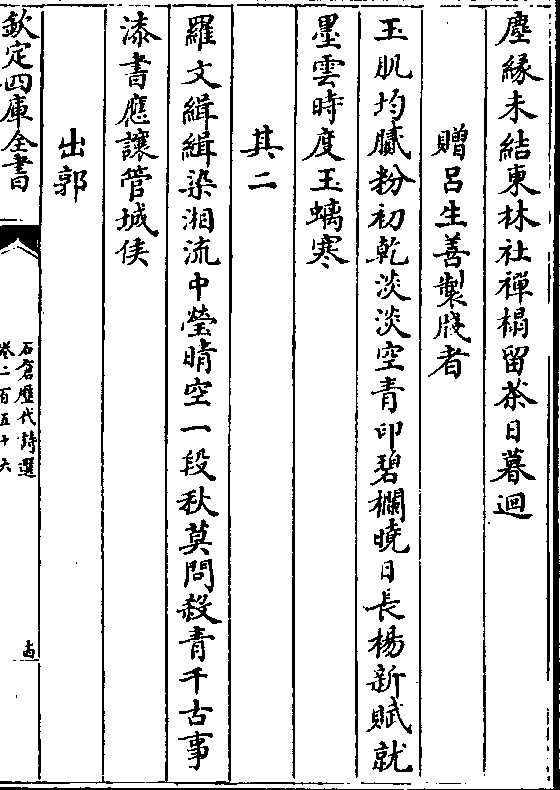 塵緣未結東林社禪榻留茶日暮迴
贈呂生善製牋者
玉肌均膩粉初乾淡淡空青印碧欄曉日長楊新賦就
墨雲時度玉螭寒
其二
羅文緝緝染湘流中瑩晴空一段秋莫問殺青千古事
漆書應讓管城侯
出郭
欽定四庫全書
石倉歷代詩選
卷二百五十六